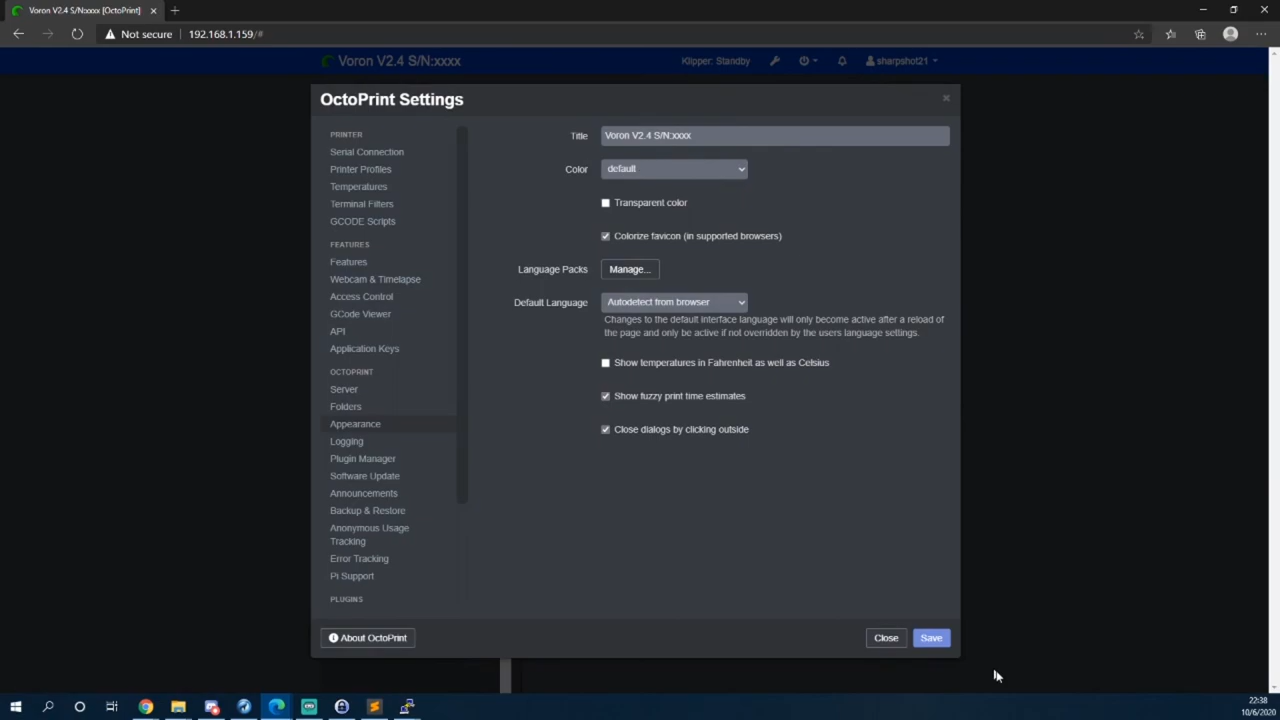 Voron V2.4 S/N:xxxx [OctoPrint]
Not secure
192.168.1.159/#
Voron V2.4 S/N:xxxx
Klipper: Standby
sharpshot21
OctoPrint Settings
PRINTER
Serial Connection
Printer Profiles
Temperatures
Terminal Filters
GCODE Scripts
FEATURES
Features
Webcam & Timelapse
Access Control
GCode Viewer
API
Application Keys
OCTOPRINT
Server
Folders
Appearance
Logging
Plugin Manager
Software Update
Announcements
Backup & Restore
Anonymous Usage
Tracking
Error Tracking
Pi Support
PLUGINS
Title
Voron V2.4 S/N:xxxx
Color
default
Transparent color
Colorize favicon (in supported browsers)
Language Packs
Manage...
Default Language
Autodetect from browser
Changes to the default interface language will only become active after a reload of
the page and only be active if not overridden by the users language settings.
Show temperatures in Fahrenheit as well as Celsius
Show fuzzy print time estimates
Close dialogs by clicking outside
About OctoPrint
Close
Save
22:38
10/6/2020